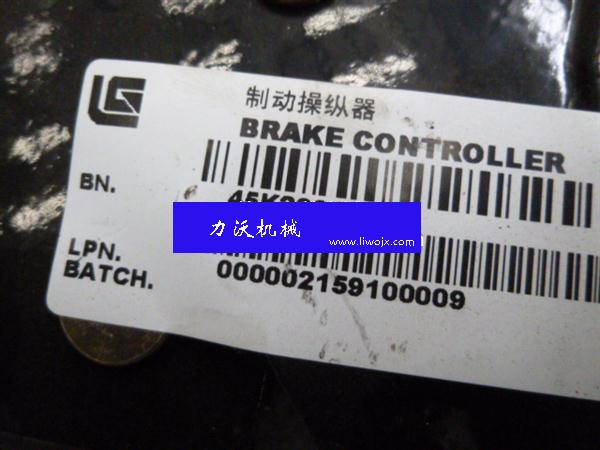 LG
制动操纵器
BRAKE CONTROLLER
BN.
力沃机械
www.liwojx.com
LPN.
BATCH.
000002159100009